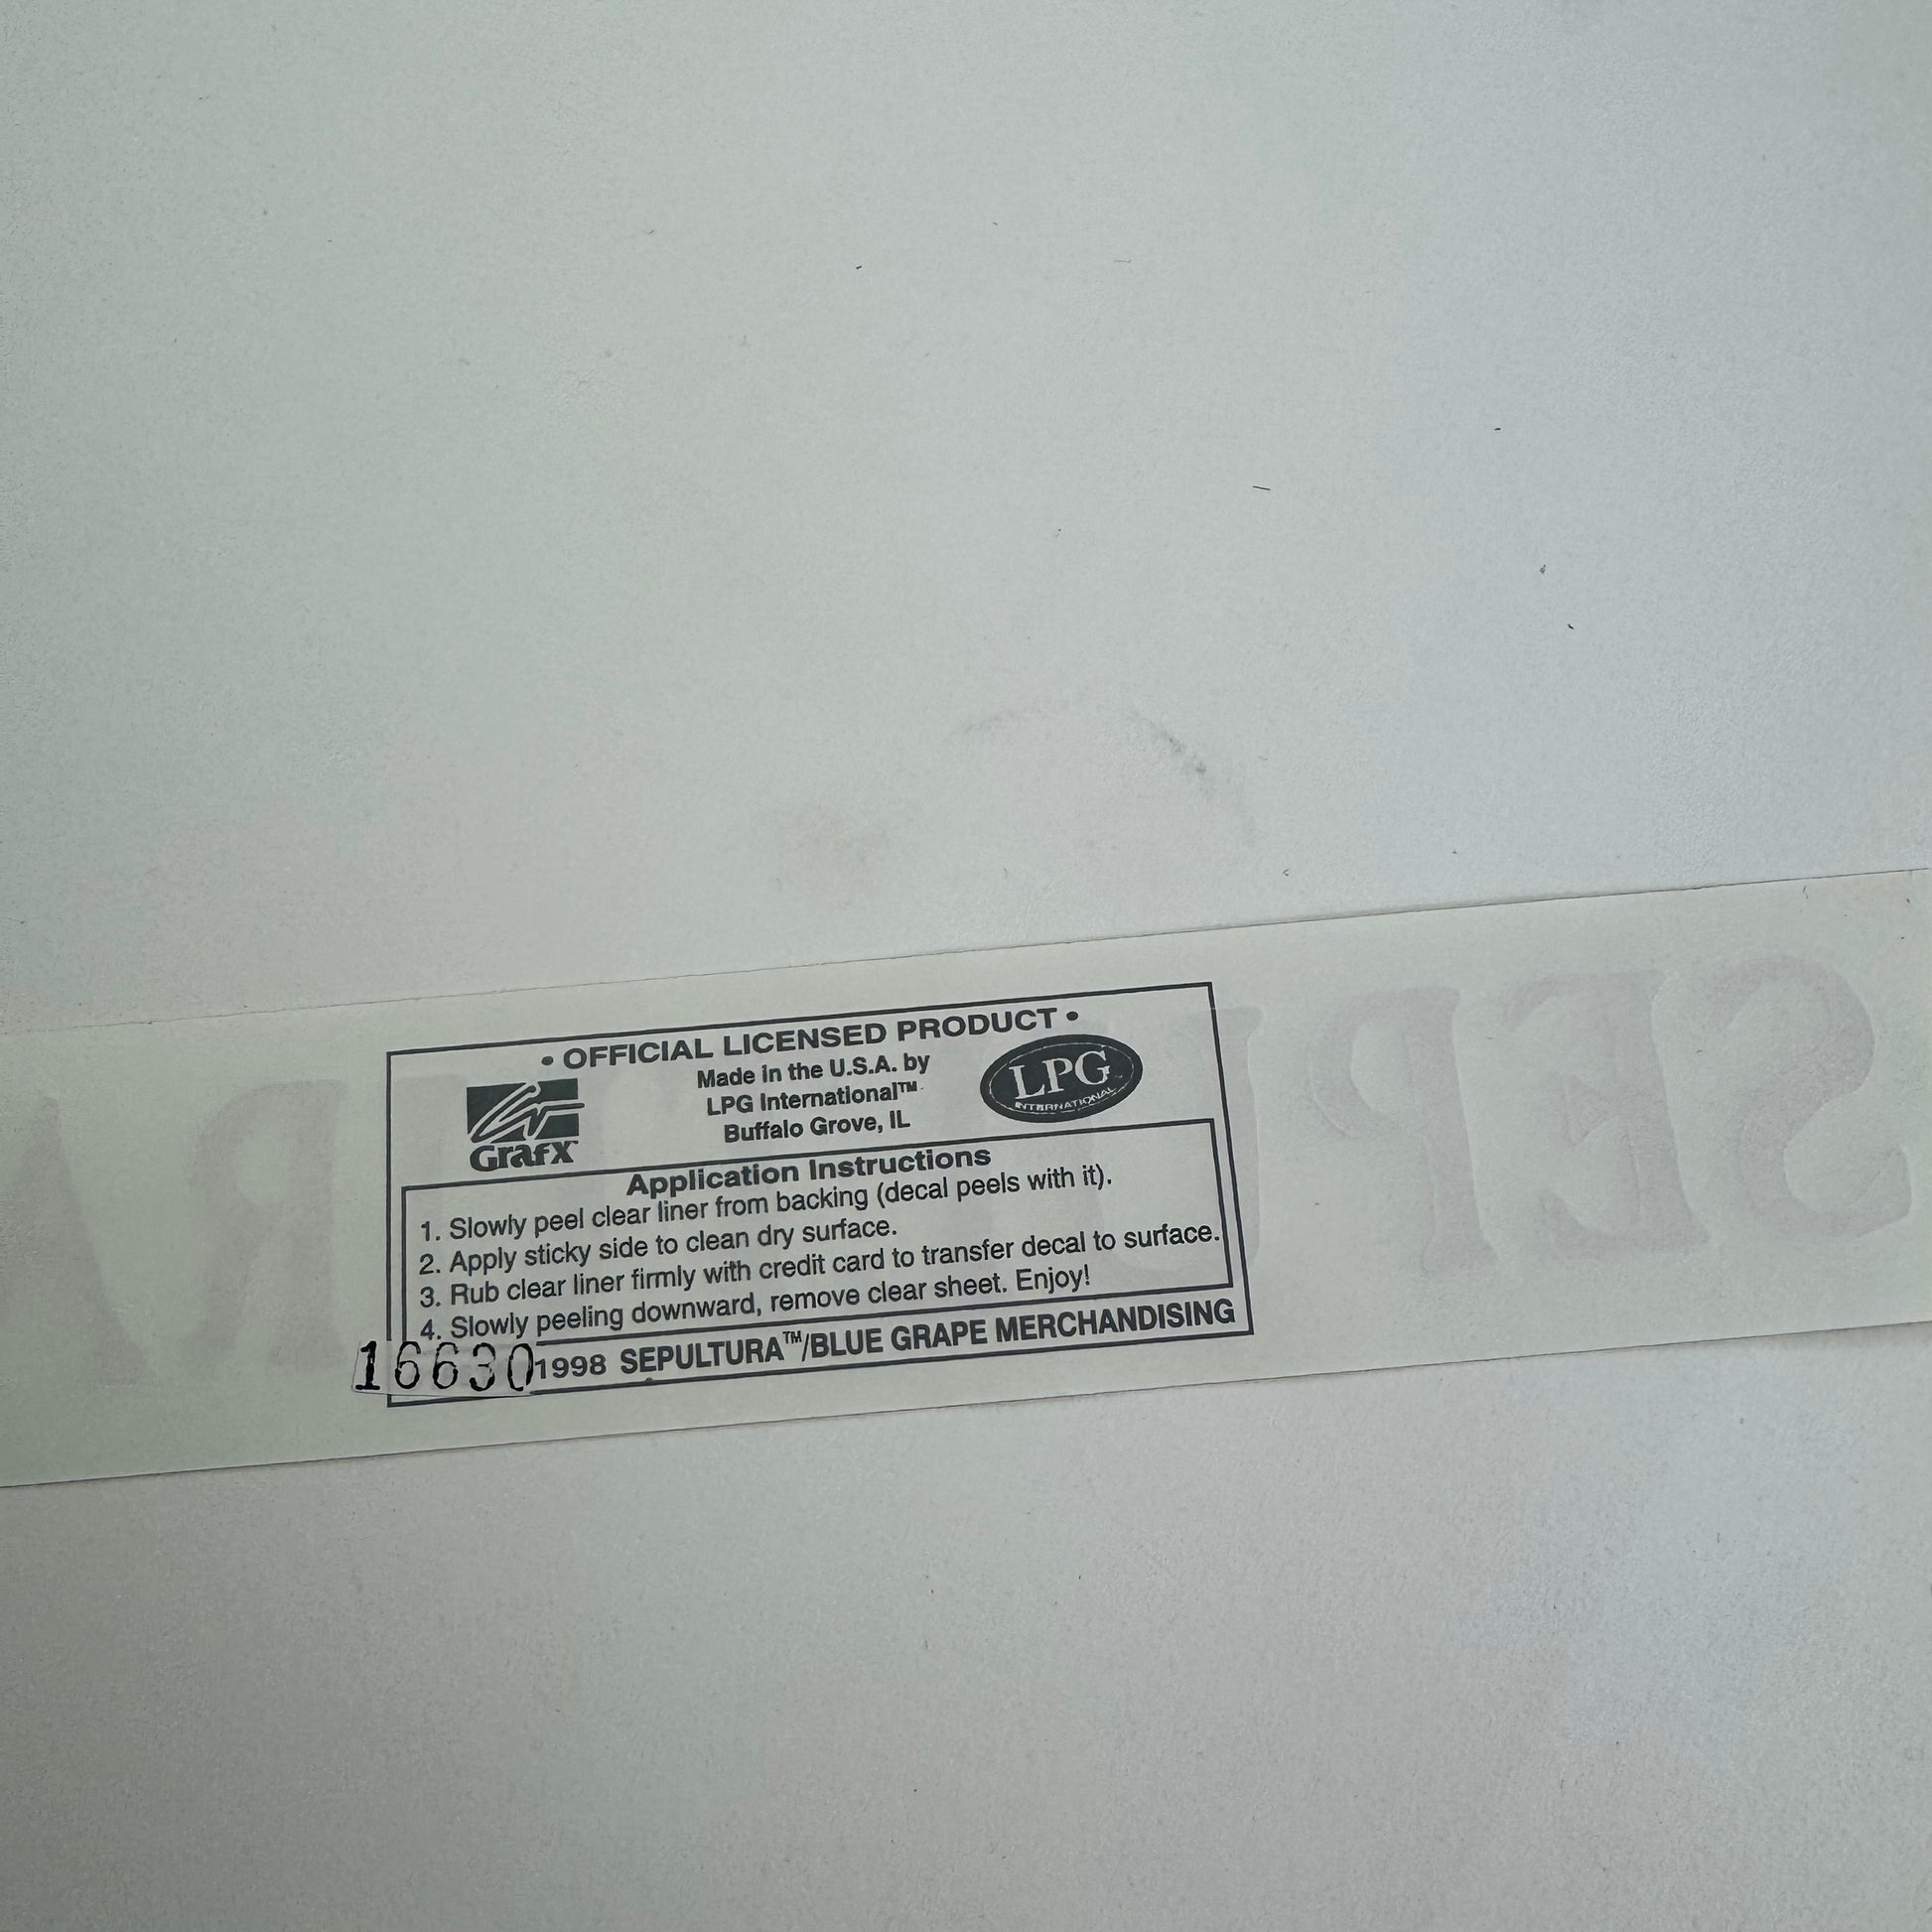 • OFFICIAL LICENSED PRODUCT •
Made in the U.S.A. by
LPG International™
Buffalo Grove, IL
Grafx
LPG
INTERNATIONAL
Application Instructions
1. Slowly peel clear liner from backing (decal peels with it).
2. Apply sticky side to clean dry surface.
3. Rub clear liner firmly with credit card to transfer decal to surface.
4. Slowly peeling downward, remove clear sheet. Enjoy!
16630
1998 SEPULTURA™/BLUE GRAPE MERCHANDISING
SEPULTURA